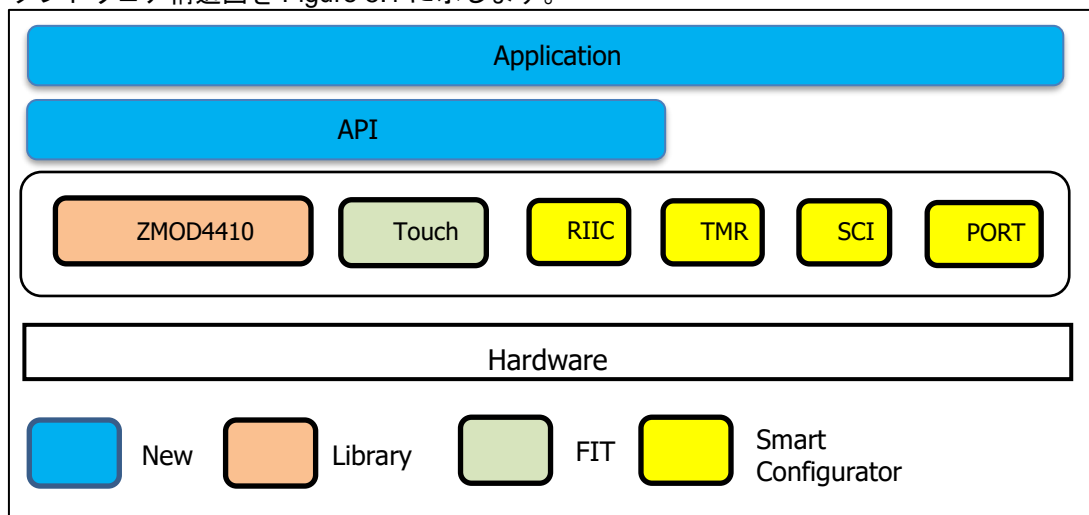 Application
API
ZMOD4410 Touch RIIC TMR SCI PORT
Hardware
New Library FIT Smart Configurator